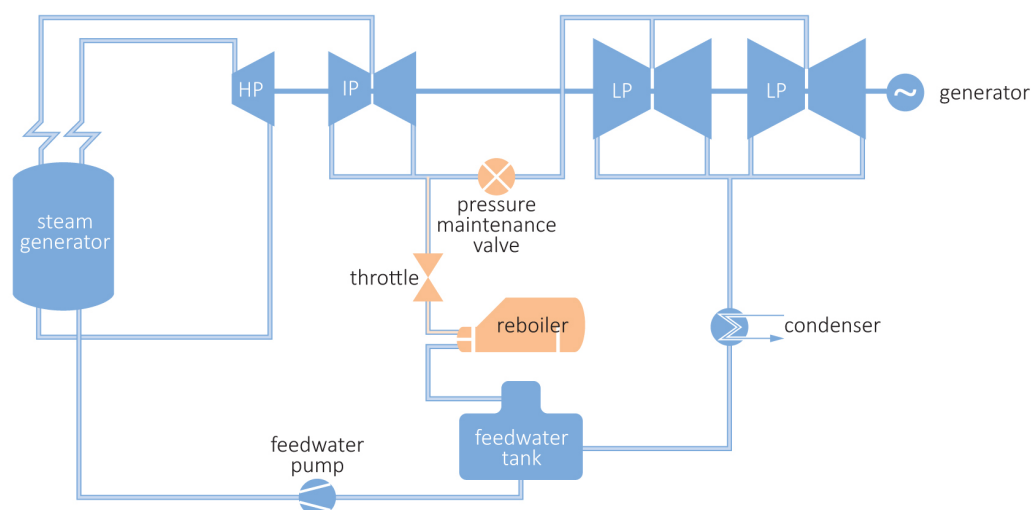 HP
IP
LP
LP
~
generator
steam
generator
pressure
maintenance
valve
throttle
reboiler
condenser
feedwater
tank
feedwater
pump